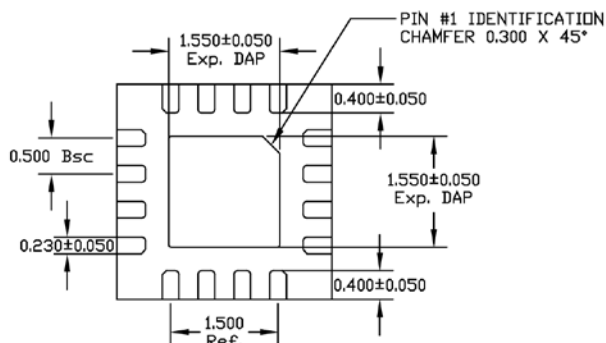 PIN #1 IDENTIFICATION
CHAMFER 0.300 X 45°
1.550±0.050
Exp. DAP
0.400±0.050
0.500 Bsc
1.550±0.050
Exp. DAP
0.230±0.050
0.400±0.050
1.500
Ref